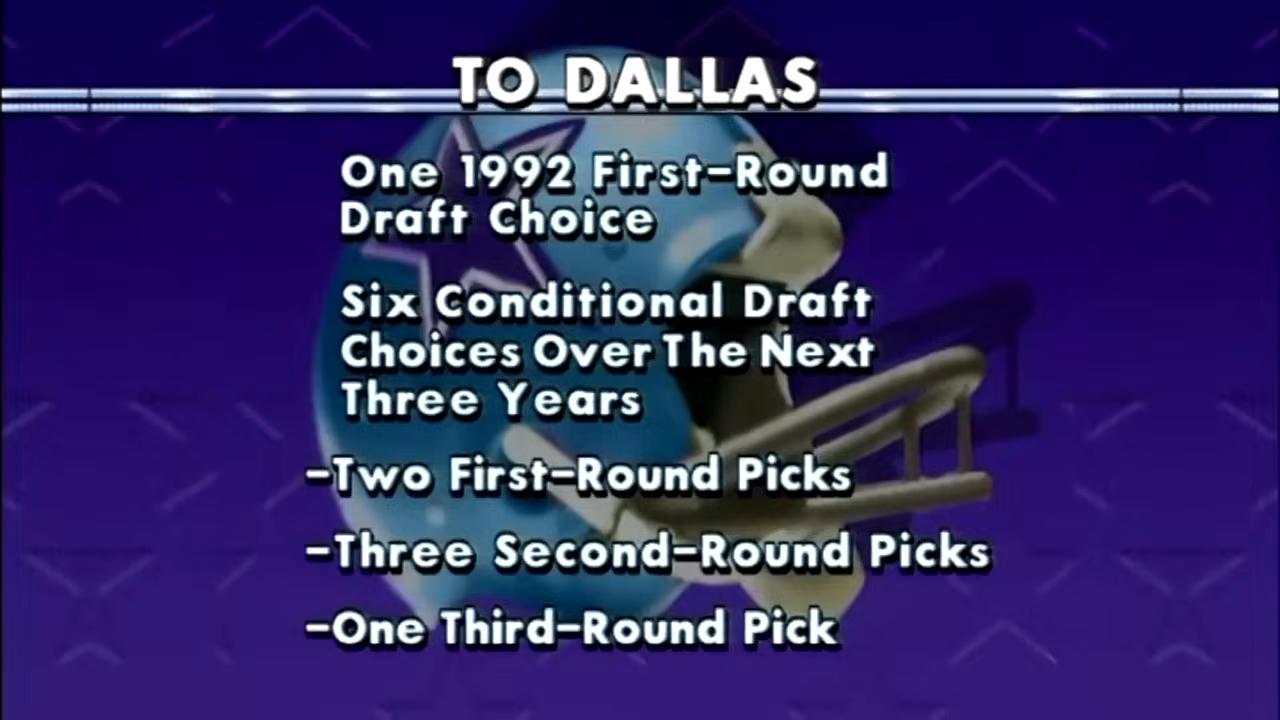 TO DALLAS
One 1992 First-Round
Draft Choice
Six Conditional Draft
Choices Over The Next
Three Years
-Two First-Round Picks
-Three Second-Round Picks
-One Third-Round Pick